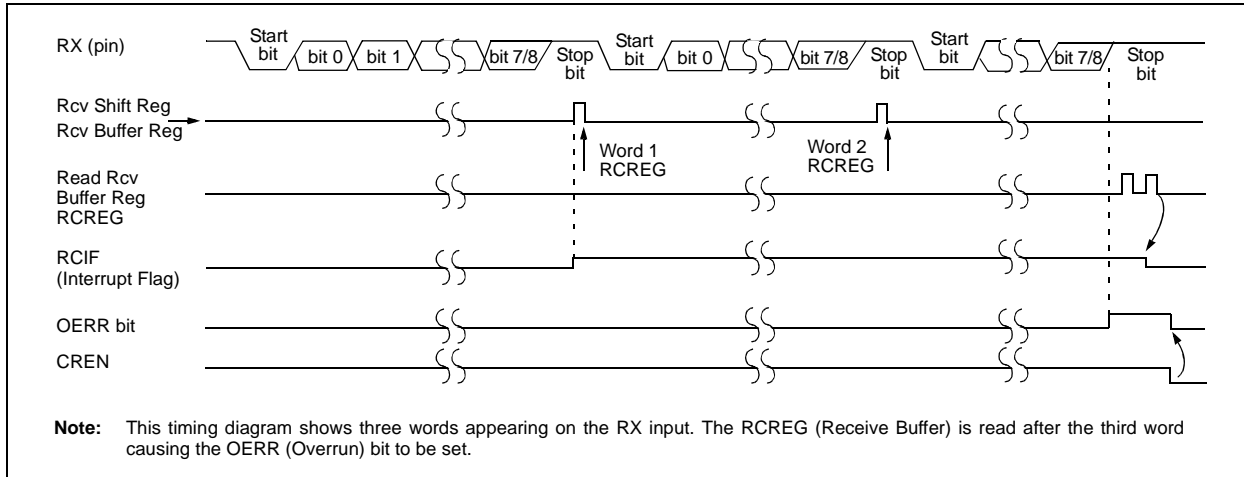 RX (pin)
Start
bit
bit 0
bit 1
bit 7/8
Stop
bit
Start
bit
bit 0
bit 7/8
Stop
bit
Start
bit
bit 7/8
Stop
bit
Rcv Shift Reg
Rcv Buffer Reg
Word 1
RCREG
Word 2
RCREG
Read Rcv
Buffer Reg
RCREG
RCIF
(Interrupt Flag)
OERR bit
CREN
Note: This timing diagram shows three words appearing on the RX input. The RCREG (Receive Buffer) is read after the third word
causing the OERR (Overrun) bit to be set.